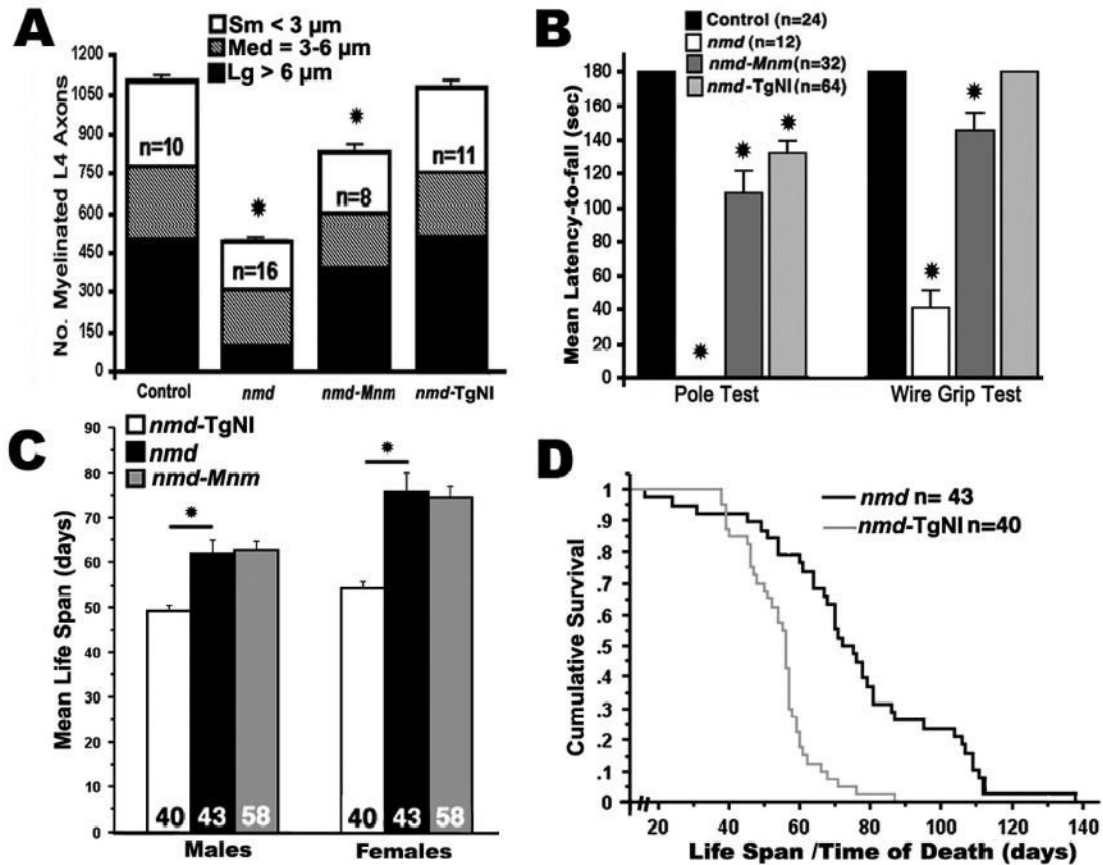 A
Sm < 3 µm
Med = 3-6 µm
Lg > 6 µm
No. Myelinated L4 Axons
1200
1050
900
750
600
450
300
150
0
n=10
n=16
n=8
n=11
Control
nmd
nmd-Mnm
nmd-TgNI
B
Control (n=24)
nmd (n=12)
nmd-Mnm (n=32)
nmd-TgNI (n=64)
Mean Latency-to-fall (sec)
180
160
140
120
100
80
60
40
20
0
Pole Test
Wire Grip Test
C
nmd-TgNI
nmd
nmd-Mnm
Mean Life Span (days)
90
80
70
60
50
40
30
20
10
0
40 43 58
40 43 58
Males
Females
D
nmd n= 43
nmd-TgNI n=40
Cumulative Survival
1
.9
.8
.7
.6
.5
.4
.3
.2
.1
0
20 40 60 80 100 120 140
Life Span /Time of Death (days)